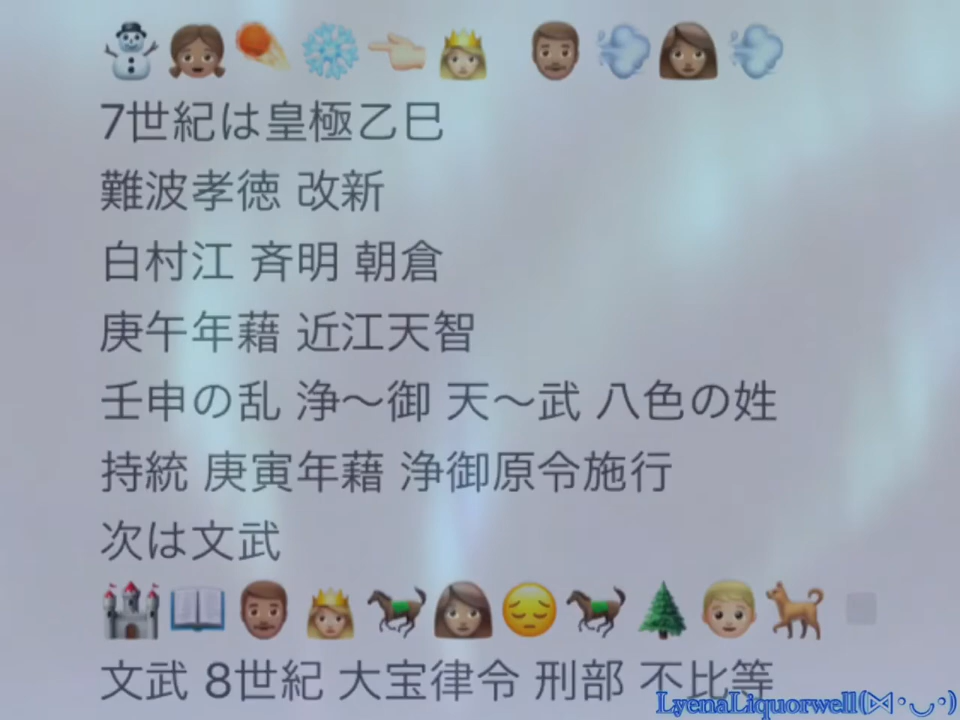 7世紀は皇極乙巳
難波孝徳 改新
白村江 斉明 朝倉
庚午年藉 近江天智
壬申の乱 浄〜御 天〜武 八色の姓
持統 庚寅年藉 浄御原令施行
次は文武
文武 8世紀 大宝律令 刑部 不比等
LyenaLiquorwell(⋈・◡・)